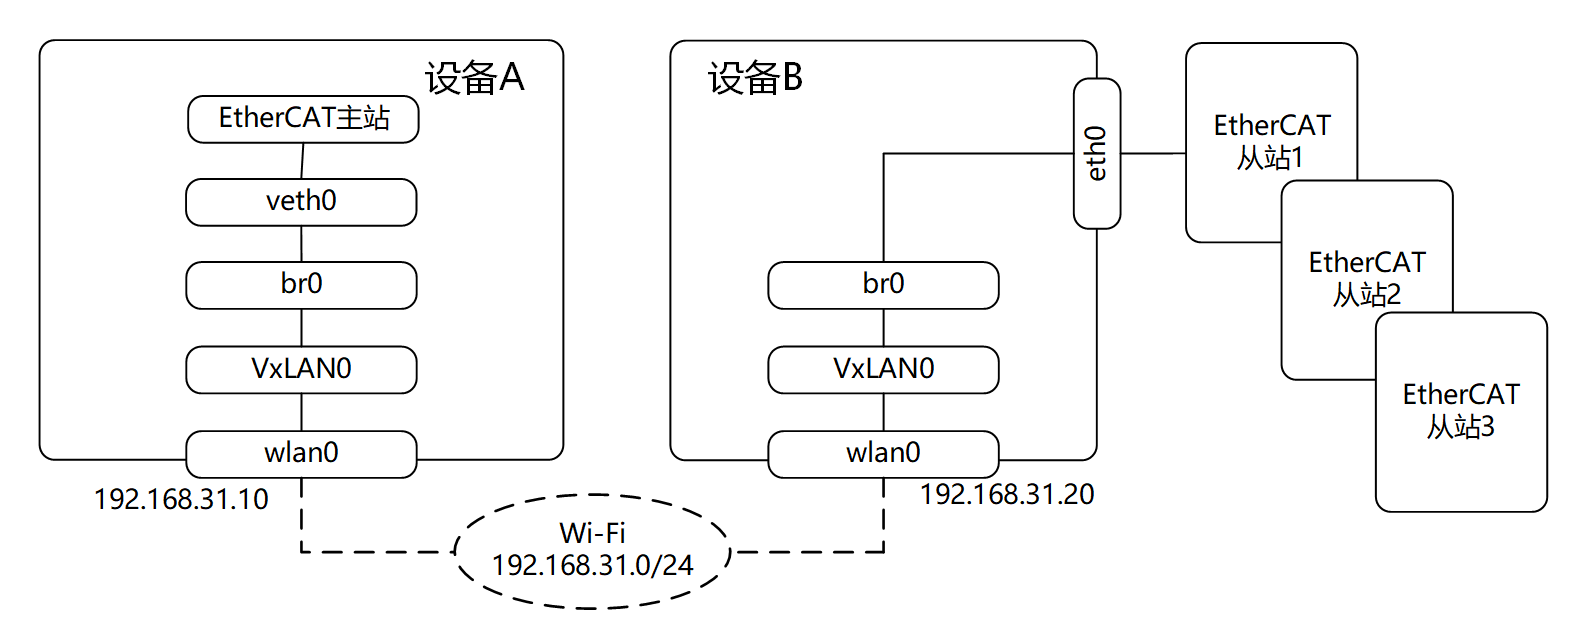 设备A
EtherCAT主站
veth0
br0
VxLAN0
wlan0
192.168.31.10
Wi-Fi
192.168.31.0/24
设备B
eth0
br0
VxLAN0
wlan0
192.168.31.20
EtherCAT
从站1
EtherCAT
从站2
EtherCAT
从站3